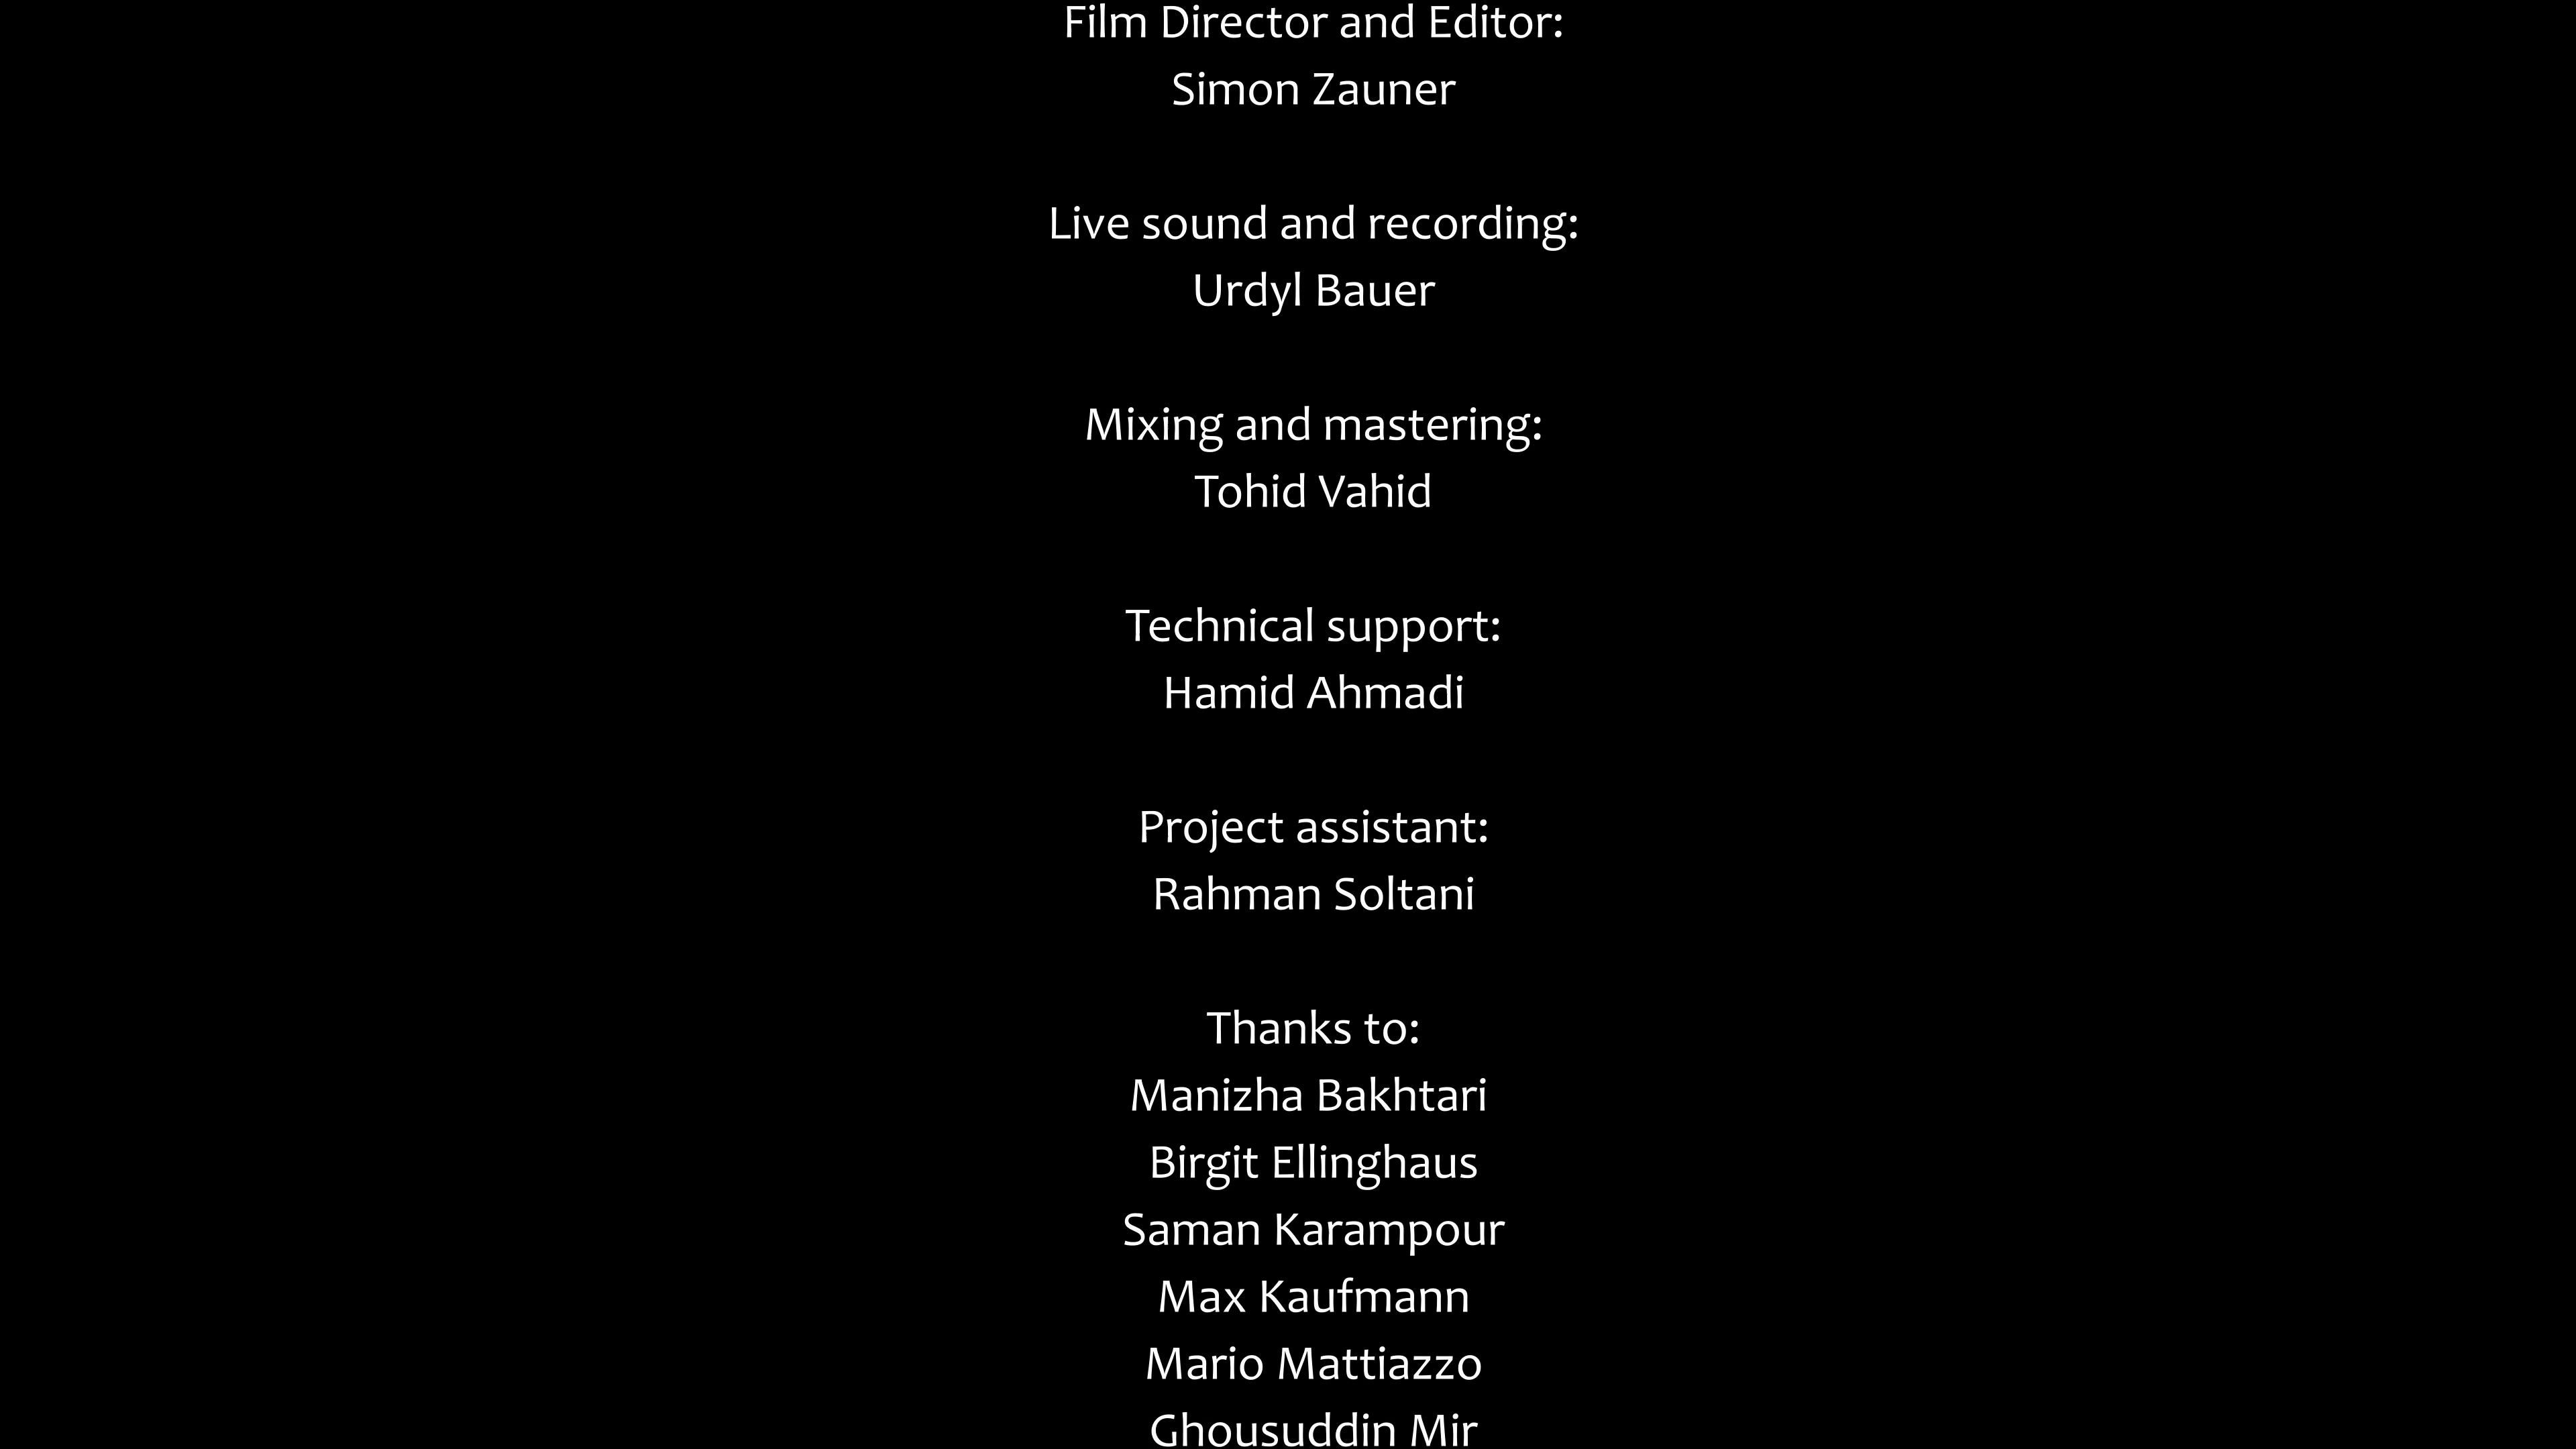 Film Director and Editor:
Simon Zauner
Live sound and recording:
Urdyl Bauer
Mixing and mastering:
Tohid Vahid
Technical support:
Hamid Ahmadi
Project assistant:
Rahman Soltani
Thanks to:
Manizha Bakhtari
Birgit Ellinghaus
Saman Karampour
Max Kaufmann
Mario Mattiazzo
Ghousuddin Mir